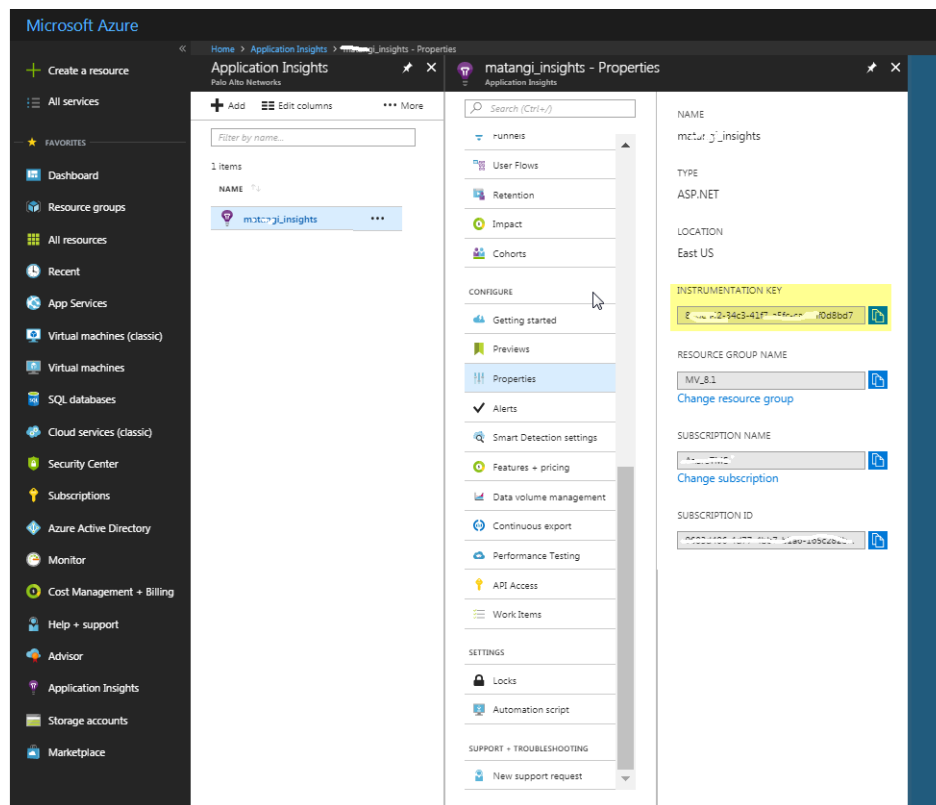 Microsoft Azure
«
Home > Application Insights > _insights - Properties
Create a resource
All services
FAVORITES
Dashboard
Resource groups
All resources
Recent
App Services
Virtual machines (classic)
Virtual machines
SQL databases
Cloud services (classic)
Security Center
Subscriptions
Azure Active Directory
Monitor
Cost Management + Billing
Help + support
Advisor
Application Insights
Storage accounts
Marketplace
Application Insights
Palo Alto Networks
Add Edit columns ••• More
Filter by name...
1 items
NAME
matangi_insights •••
matangi_insights - Properties
Application Insights
Search (Ctrl+/)
Funnels
User Flows
Retention
Impact
Cohorts
CONFIGURE
Getting started
Previews
Properties
Alerts
Smart Detection settings
Features + pricing
Data volume management
Continuous export
Performance Testing
API Access
Work Items
SETTINGS
Locks
Automation script
SUPPORT + TROUBLESHOOTING
New support request
NAME
matangi_insights
TYPE
ASP.NET
LOCATION
East US
INSTRUMENTATION KEY
RESOURCE GROUP NAME
MV_8.1
Change resource group
SUBSCRIPTION NAME
Change subscription
SUBSCRIPTION ID